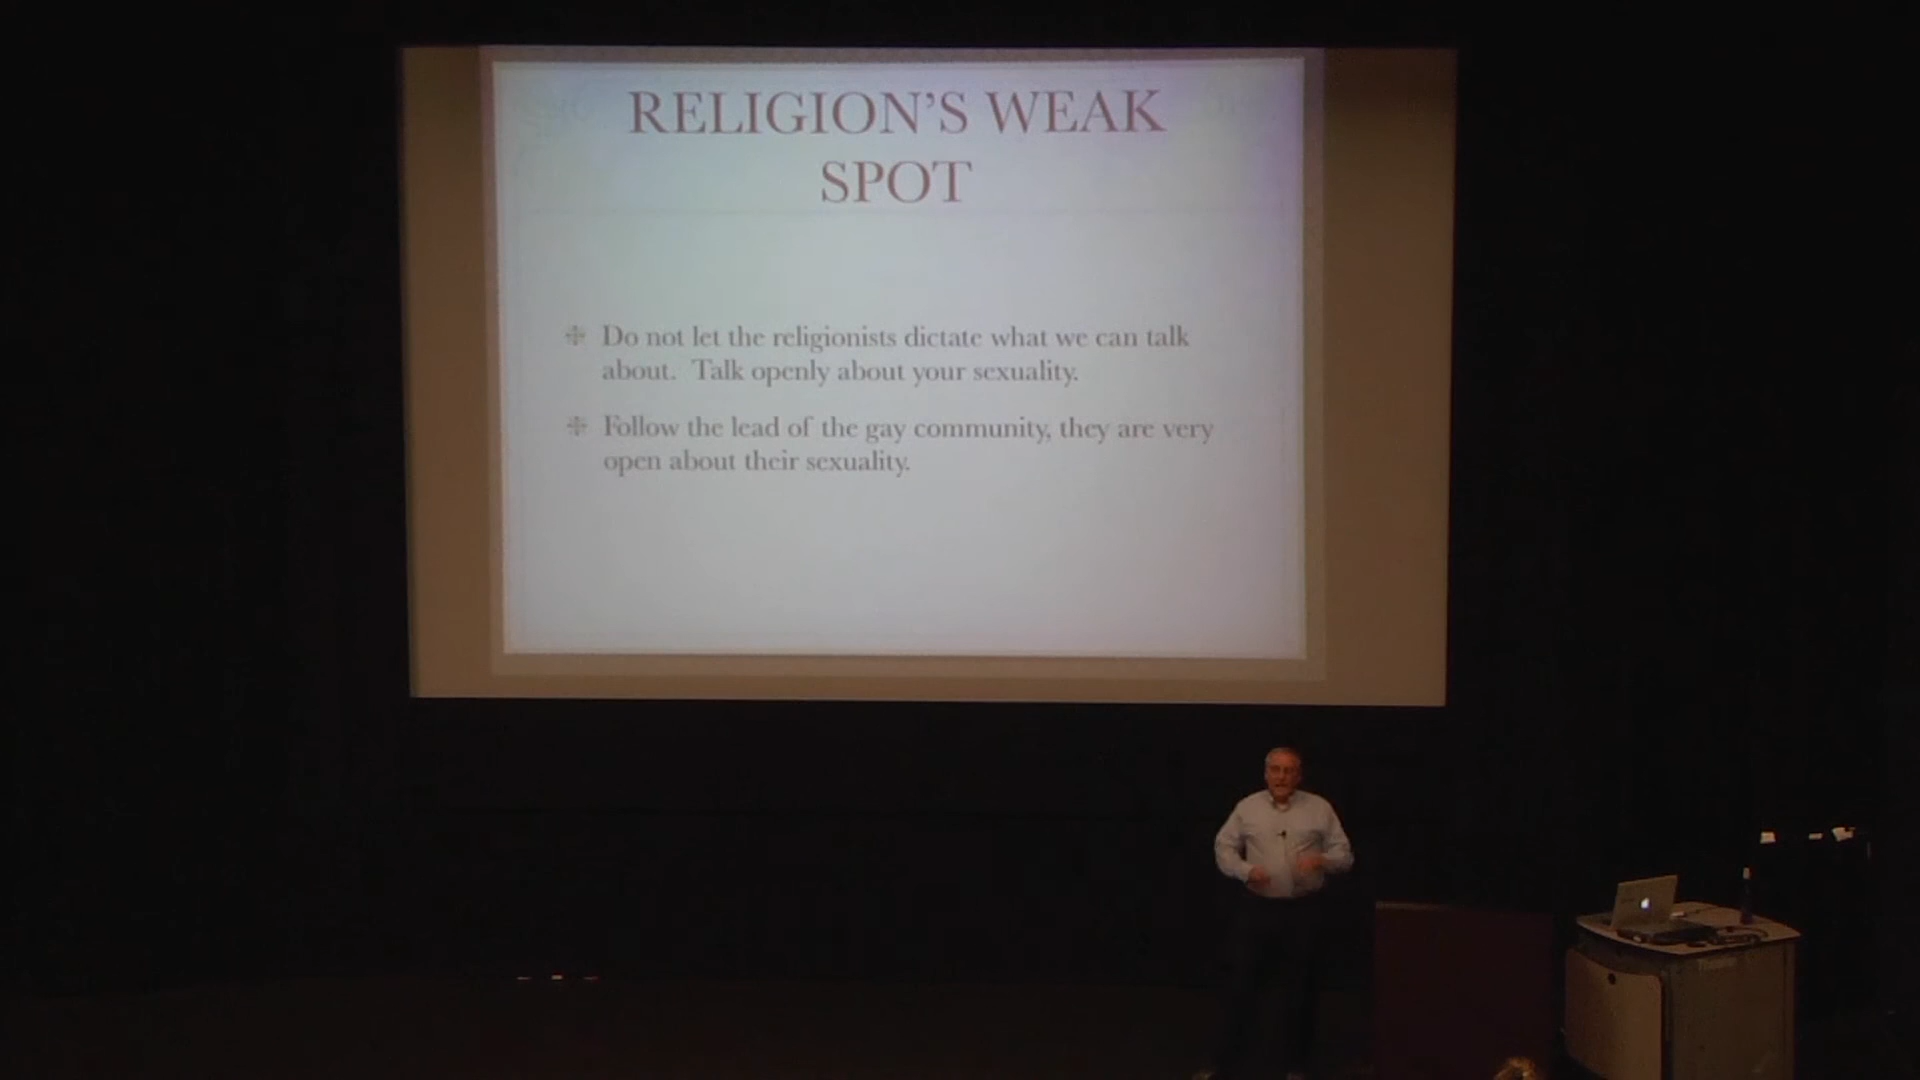 RELIGION'S WEAK
SPOT
Do not let the religionists dictate what we can talk
about. Talk openly about your sexuality.
Follow the lead of the gay community, they are very
open about their sexuality.